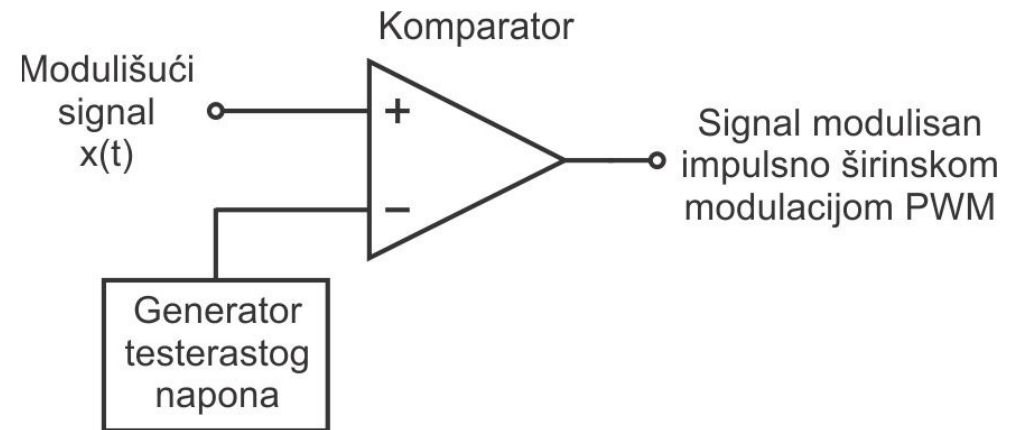 Komparator
Modulišući
signal
x(t)
+
−
Signal modulisan
impulsno širinskom
modulacijom PWM
Generator
testerastog
napona